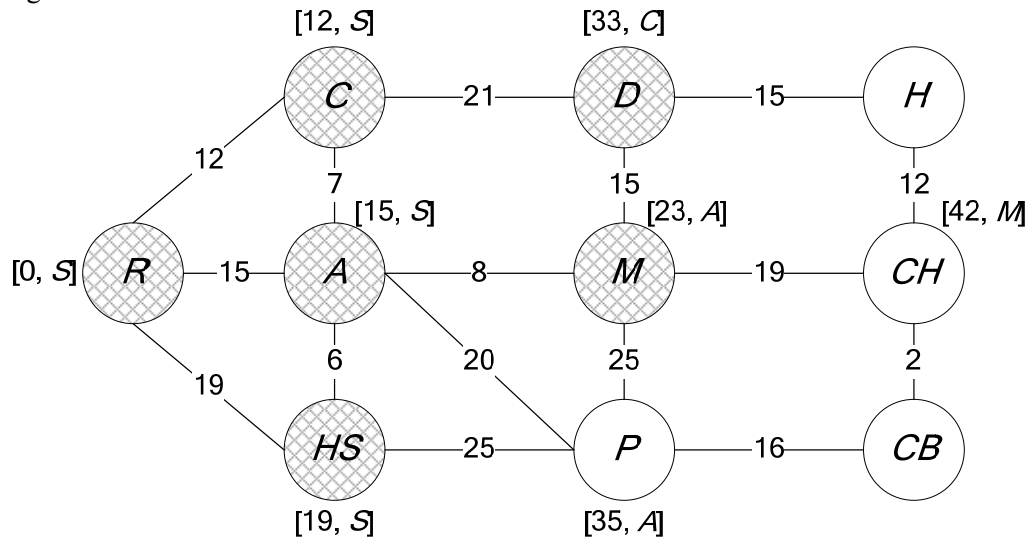 [12, S]
[33, C]
C
21
D
15
H
12
7
15
12
[15, S]
[23, A]
[42, M]
[0, S]
R
15
A
8
M
19
CH
19
6
20
25
2
HS
25
P
16
CB
[19, S]
[35, A]